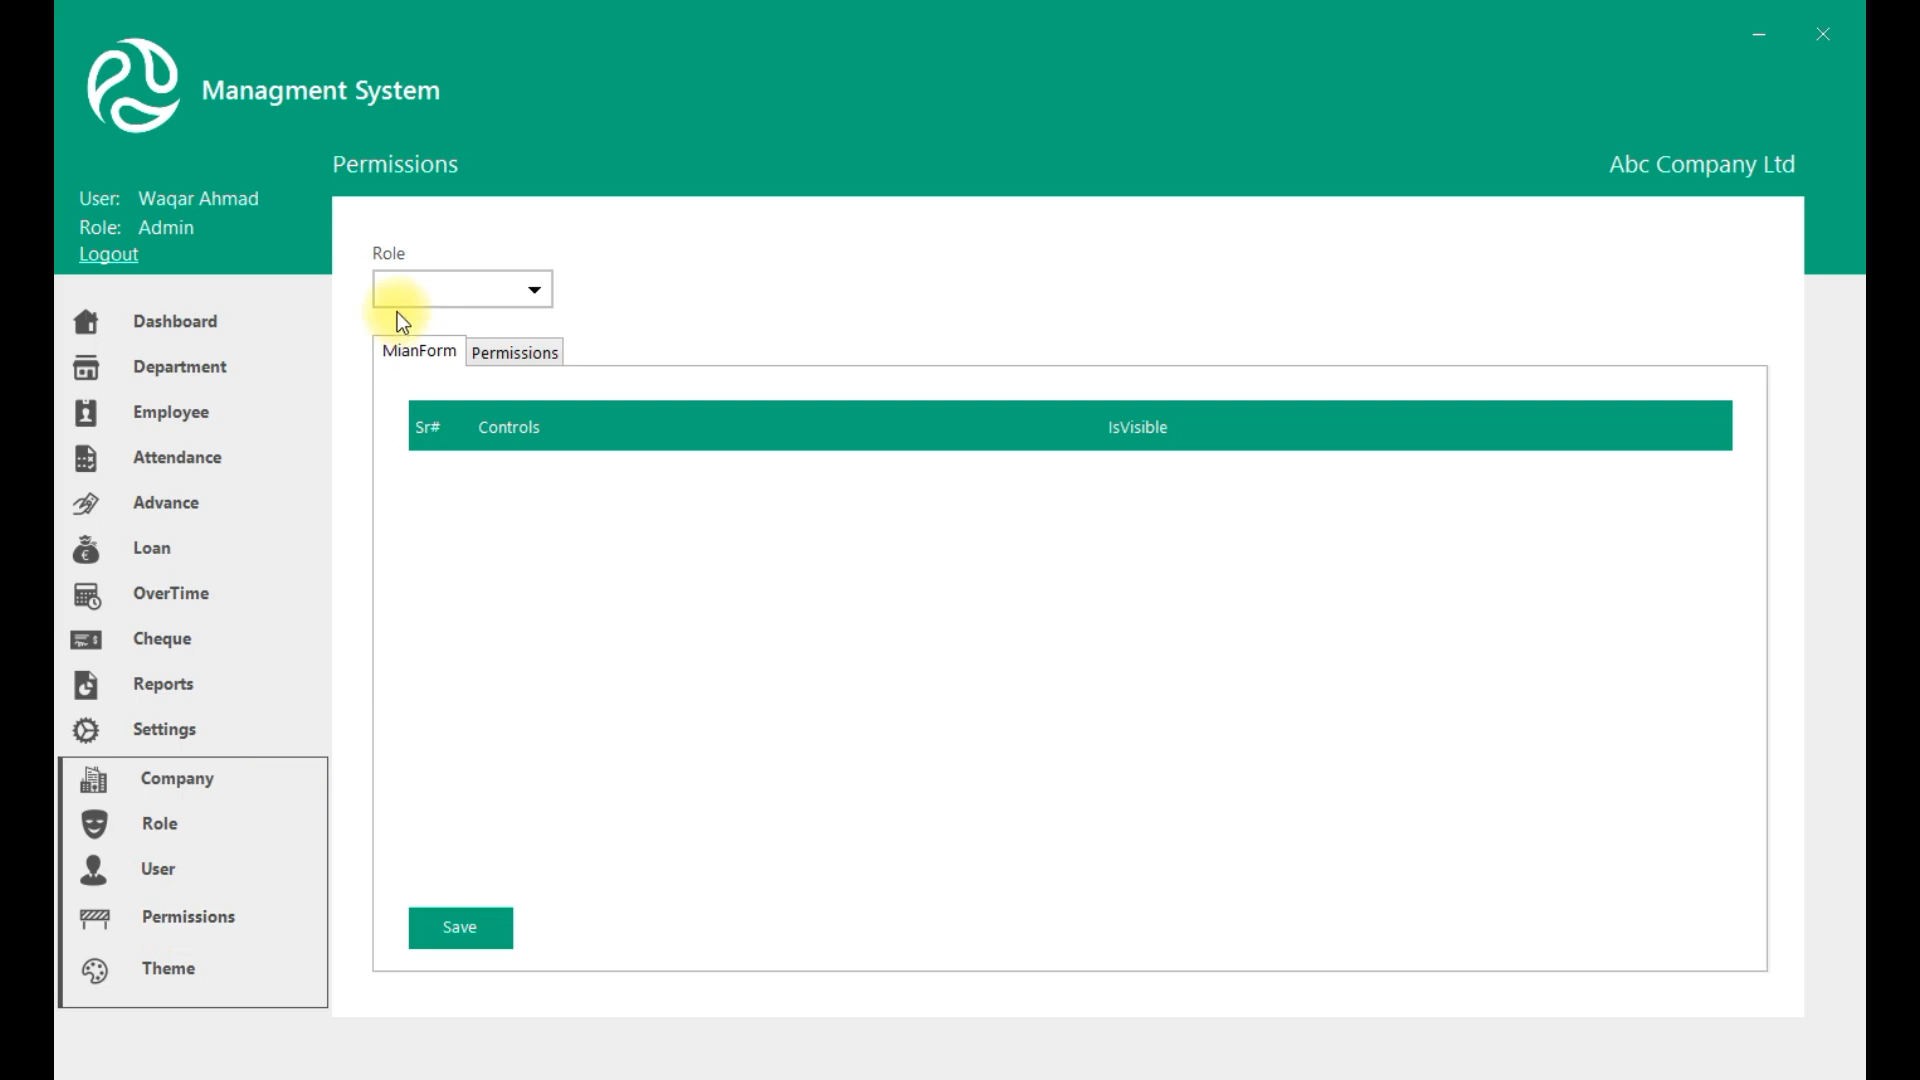 Managment System
Permissions
Abc Company Ltd
User: Waqar Ahmad
Role: Admin
Logout
Dashboard
Department
Employee
Attendance
Advance
Loan
OverTime
Cheque
Reports
Settings
Company
Role
User
Permissions
Theme
Role
MianForm Permissions
Sr# Controls IsVisible
Save